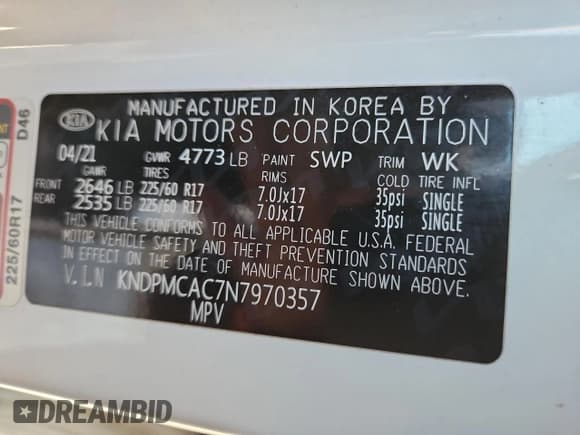 MANUFACTURED IN KOREA BY
KIA KIA MOTORS CORPORATION
04/21 GVWR 4773 LB PAINT SWP TRIM WK
GAWR TIRES RIMS COLD TIRE INFL
FRONT 2646 LB 225/60 R17 7.0Jx17 35psi SINGLE
REAR 2535 LB 225/60 R17 7.0Jx17 35psi SINGLE
THIS VEHICLE CONFORMS TO ALL APPLICABLE U.S.A. FEDERAL
MOTOR VEHICLE SAFETY AND THEFT PREVENTION STANDARDS
IN EFFECT ON THE DATE OF MANUFACTURE SHOWN ABOVE.
V.I.N KNDPMCAC7N7970357
MPV
D46
225/60R17
DREAMBID